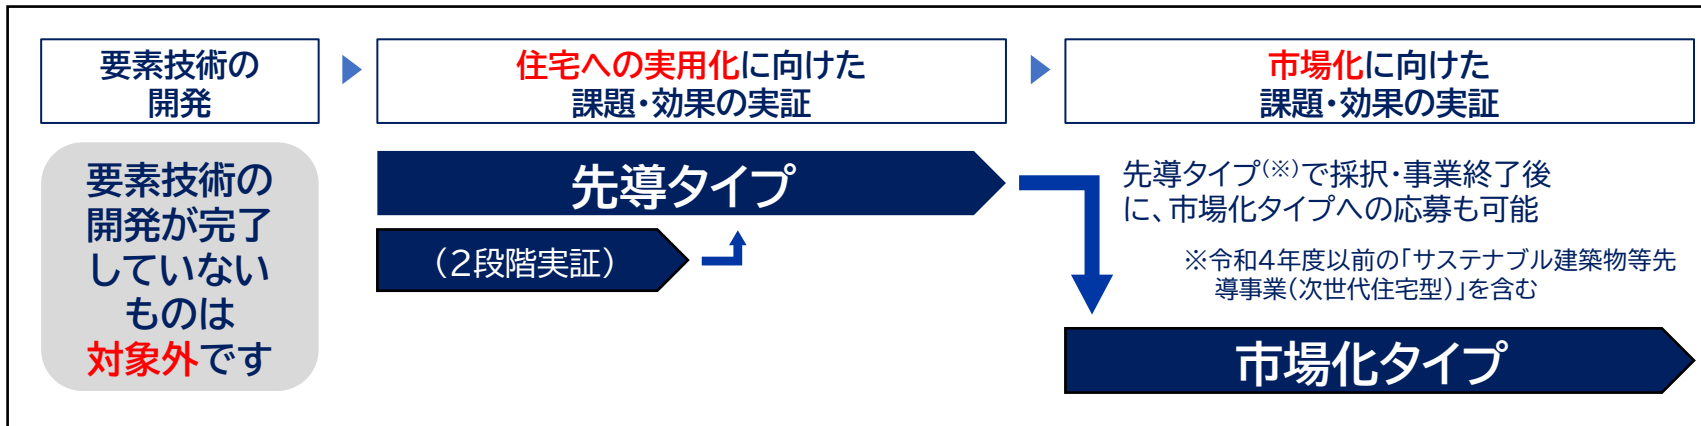 要素技術の
開発
住宅への実用化に向けた
課題・効果の実証
市場化に向けた
課題・効果の実証
要素技術の
開発が完了
していない
ものは
対象外です
先導タイプ
（2段階実証）
先導タイプ(※)で採択・事業終了後
に、市場化タイプへの応募も可能
※令和4年度以前の「サステナブル建築物等先
導事業(次世代住宅型)」を含む
市場化タイプ